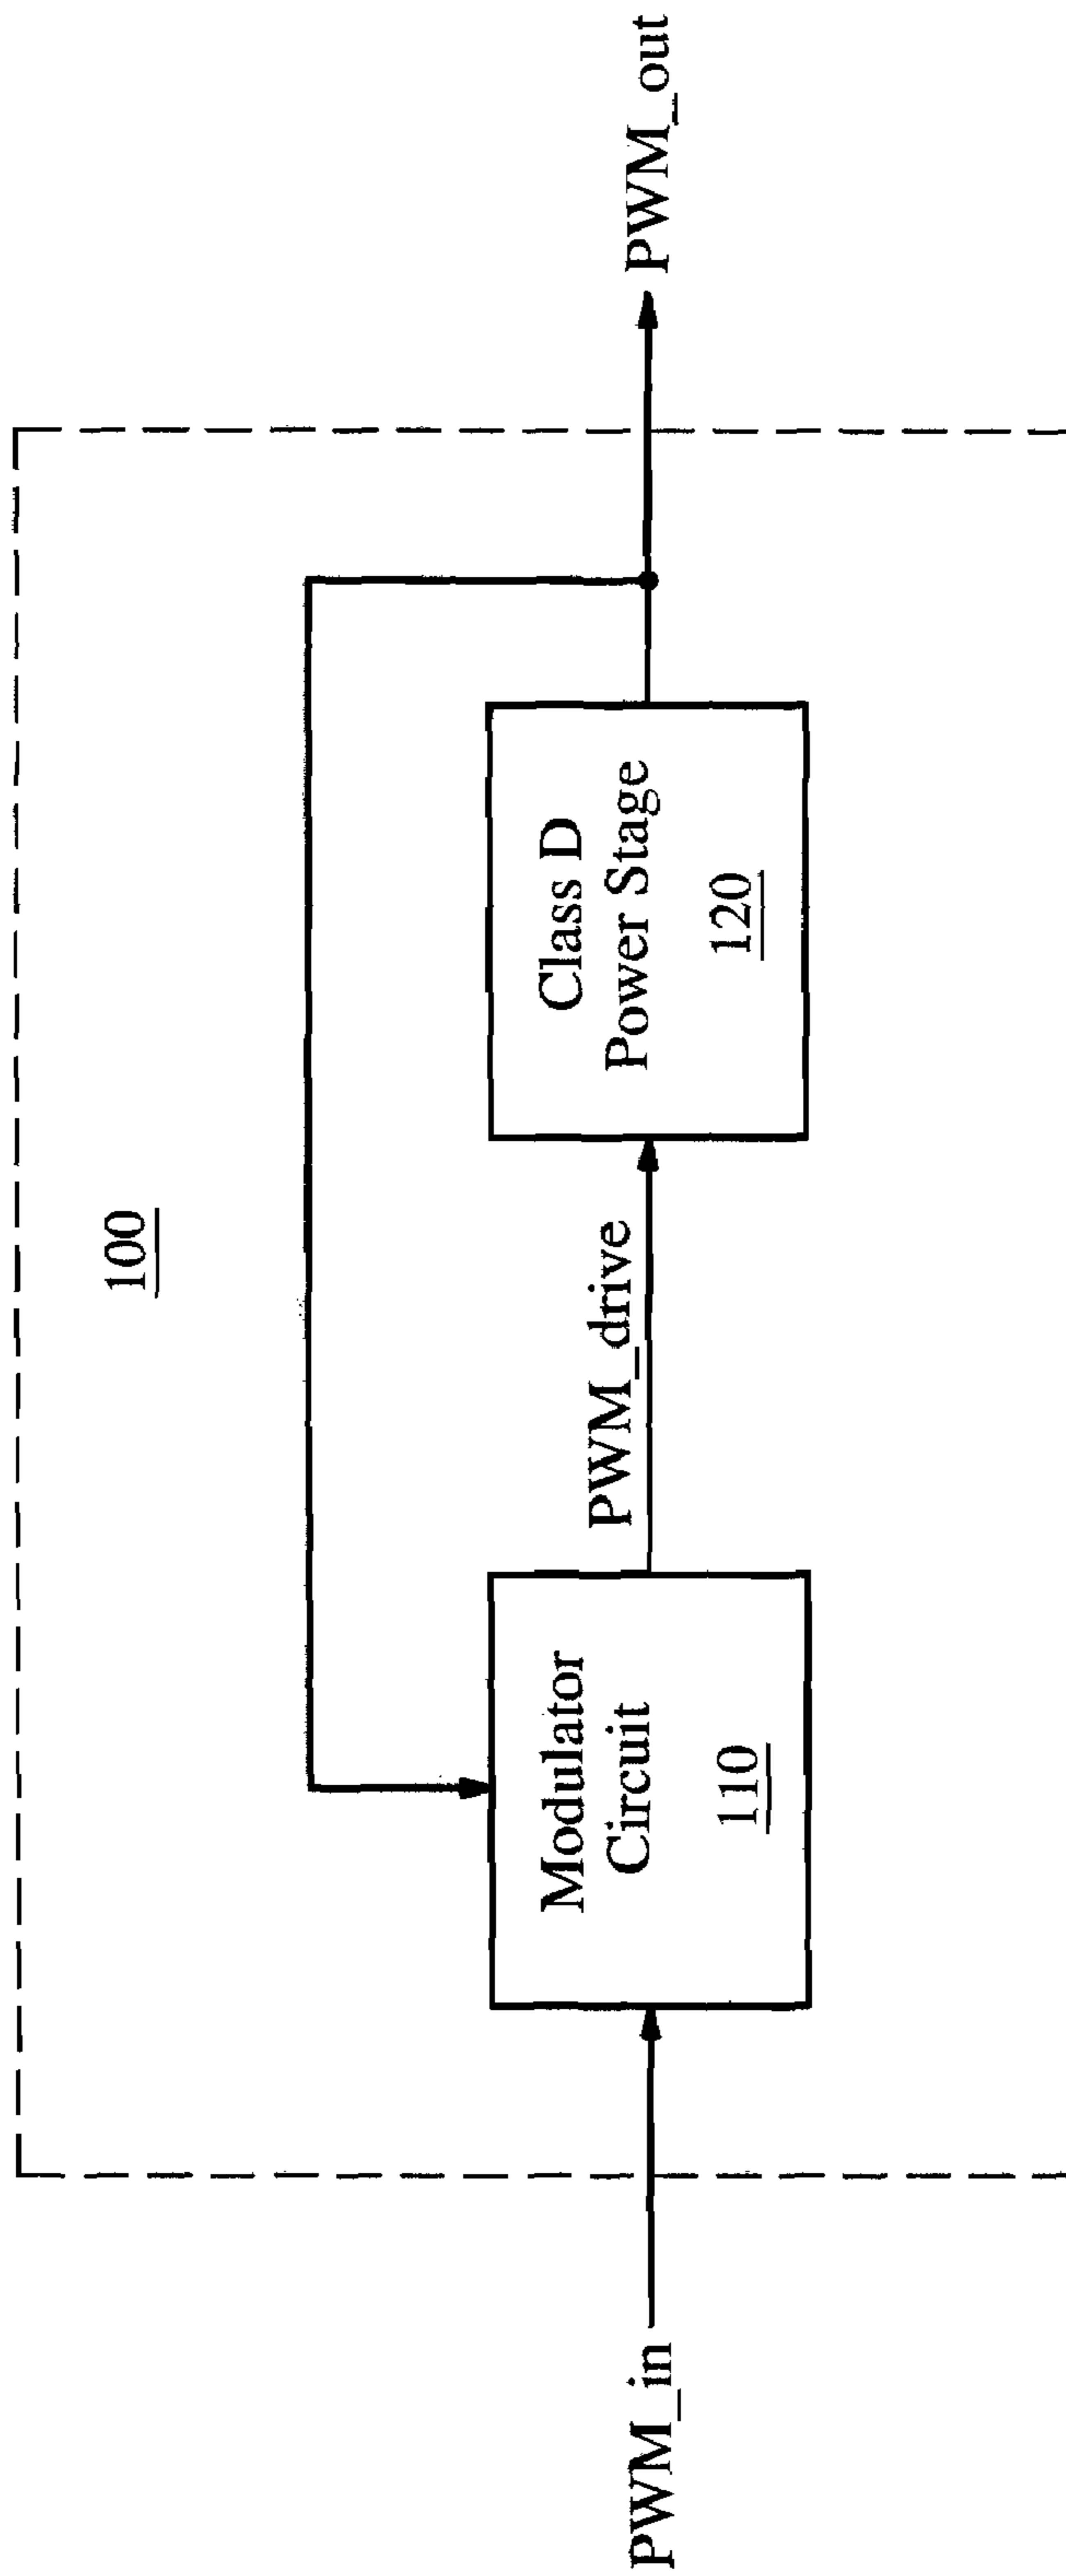 100
PWM_in
Modulator
Circuit
110
PWM_drive
Class D
Power Stage
120
PWM_out